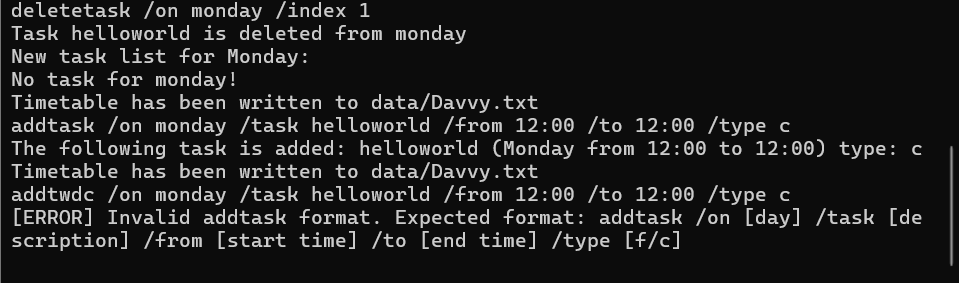 deletetask /on monday /index 1
Task helloworld is deleted from monday
New task list for Monday:
No task for monday!
Timetable has been written to data/Davvy.txt
addtask /on monday /task helloworld /from 12:00 /to 12:00 /type c
The following task is added: helloworld (Monday from 12:00 to 12:00) type: c
Timetable has been written to data/Davvy.txt
addtwdc /on monday /task helloworld /from 12:00 /to 12:00 /type c
[ERROR] Invalid addtask format. Expected format: addtask /on [day] /task [de
scription] /from [start time] /to [end time] /type [f/c]